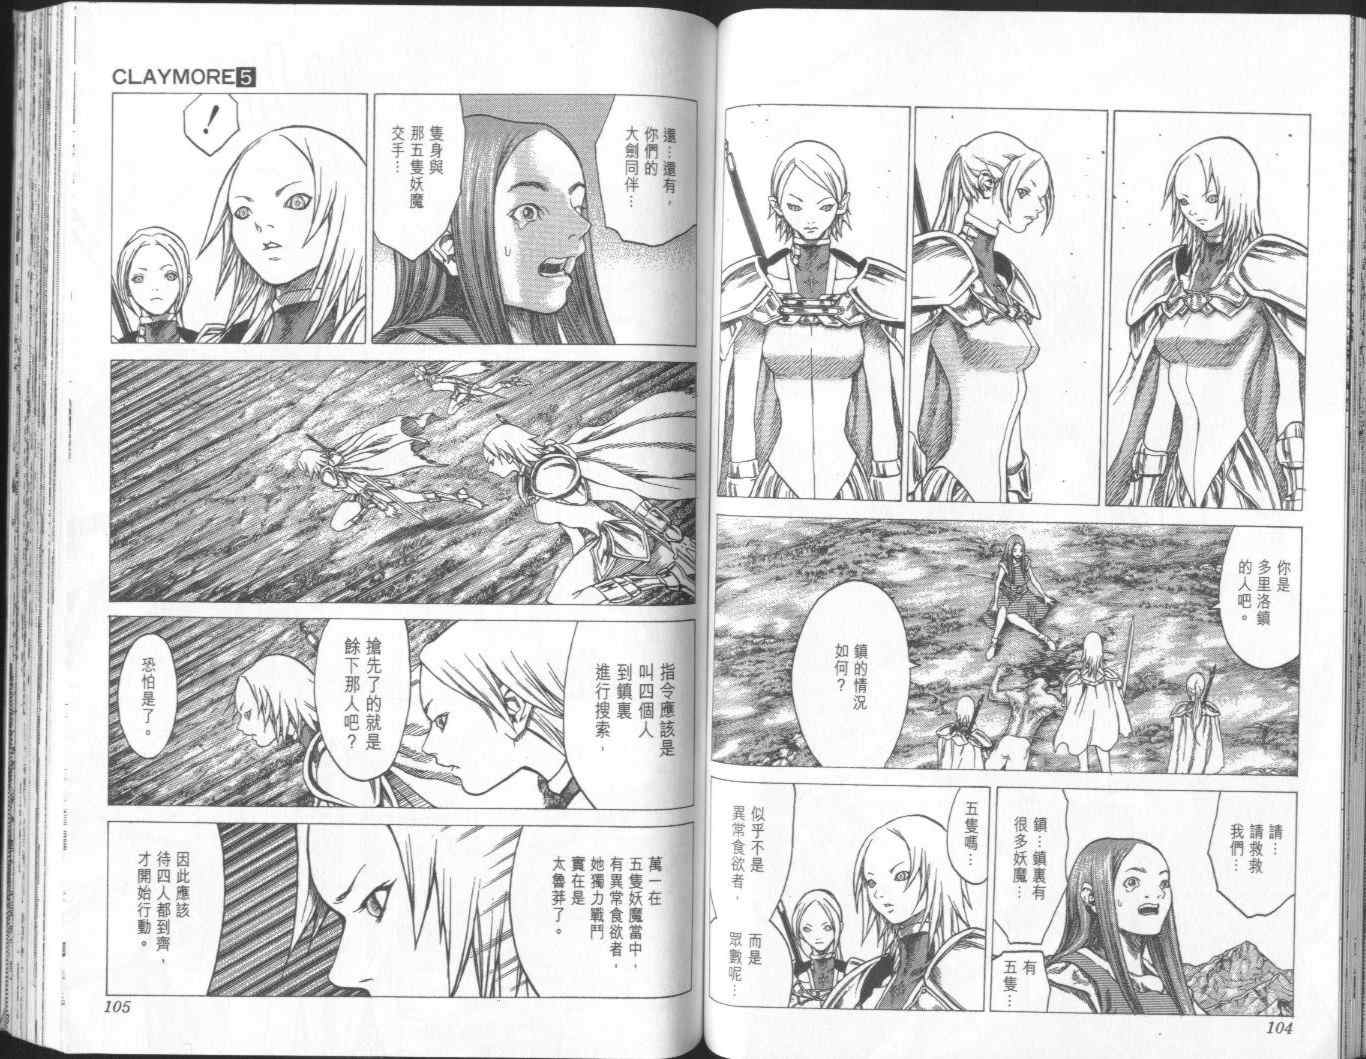 你是
多里洛鎮
的人吧。
鎮的情況
如何?
請…
請救救
我們…
鎮…鎮裏有
很多妖魔…
有
五隻…
五隻嗎…
似乎不是
異常食欲者,
而是
眾數呢…
104
CLAYMORE 5
還…還有,
你們的
大劍同伴…
隻身與
那五隻妖魔
交手…
!
指令應該是
叫四個人
到鎮裏
進行搜索,
搶先了的就是
餘下那人吧?
恐怕是了。
萬一在
五隻妖魔當中,
有異常食欲者,
她獨力戰鬥
實在是
太魯莽了。
因此應該
待四人都到齊,
才開始行動。
105